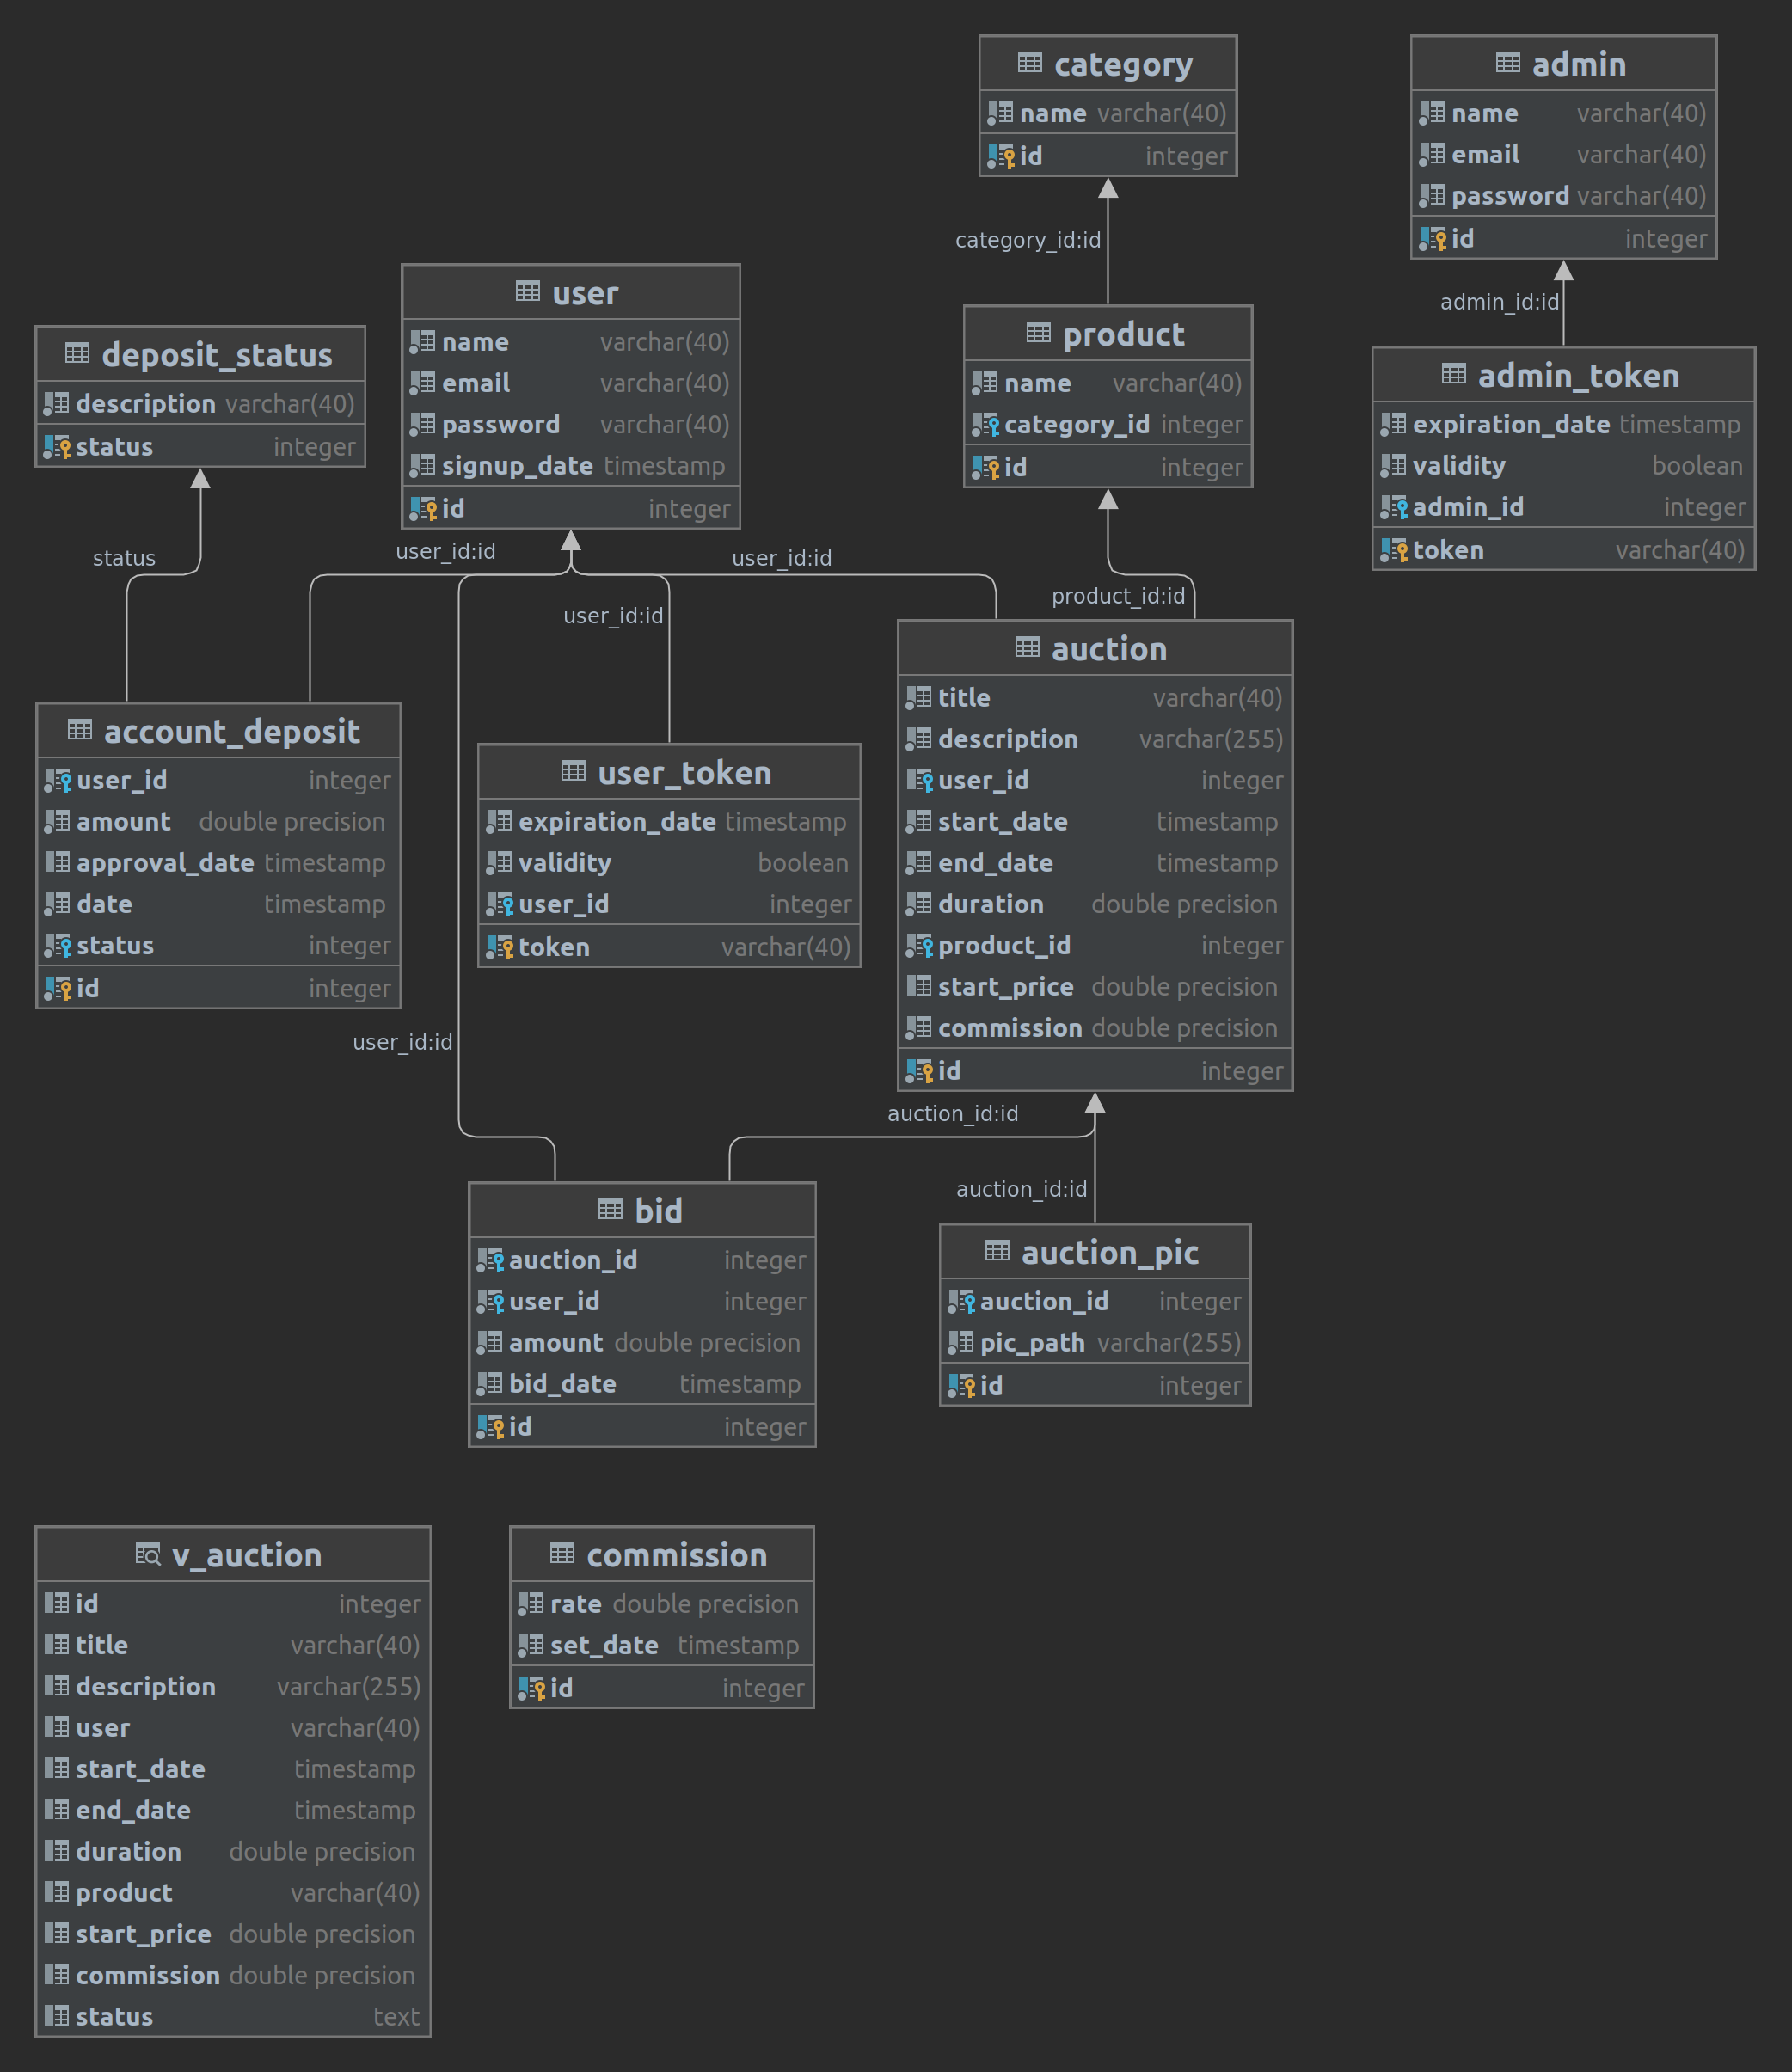 category
name varchar(40)
id integer
admin
name varchar(40)
email varchar(40)
password varchar(40)
id integer
category_id:id
admin_id:id
user
name varchar(40)
email varchar(40)
password varchar(40)
signup_date timestamp
id integer
deposit_status
description varchar(40)
status integer
product
name varchar(40)
category_id integer
id integer
admin_token
expiration_date timestamp
validity boolean
admin_id integer
token varchar(40)
status
user_id:id
user_id:id
user_id:id
product_id:id
account_deposit
user_id integer
amount double precision
approval_date timestamp
date timestamp
status integer
id integer
user_token
expiration_date timestamp
validity boolean
user_id integer
token varchar(40)
auction
title varchar(40)
description varchar(255)
user_id integer
start_date timestamp
end_date timestamp
duration double precision
product_id integer
start_price double precision
commission double precision
id integer
user_id:id
auction_id:id
auction_id:id
bid
auction_id integer
user_id integer
amount double precision
bid_date timestamp
id integer
auction_pic
auction_id integer
pic_path varchar(255)
id integer
v_auction
id integer
title varchar(40)
description varchar(255)
user varchar(40)
start_date timestamp
end_date timestamp
duration double precision
product varchar(40)
start_price double precision
commission double precision
status text
commission
rate double precision
set_date timestamp
id integer